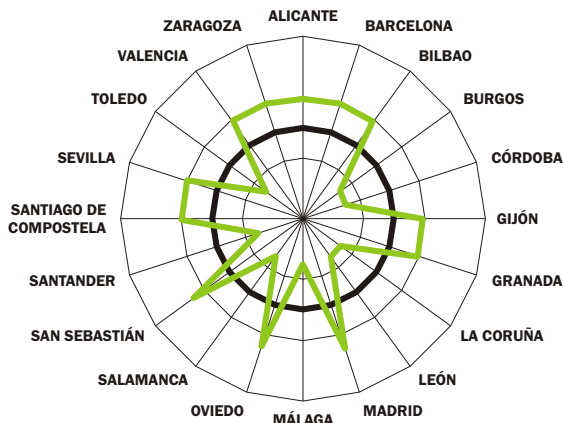 ALICANTE
BARCELONA
BILBAO
BURGOS
CÓRDOBA
GIJÓN
GRANADA
LA CORUÑA
LEÓN
MADRID
MÁLAGA
OVIEDO
SALAMANCA
SAN SEBASTIÁN
SANTANDER
SANTIAGO DE
COMPOSTELA
SEVILLA
TOLEDO
VALENCIA
ZARAGOZA